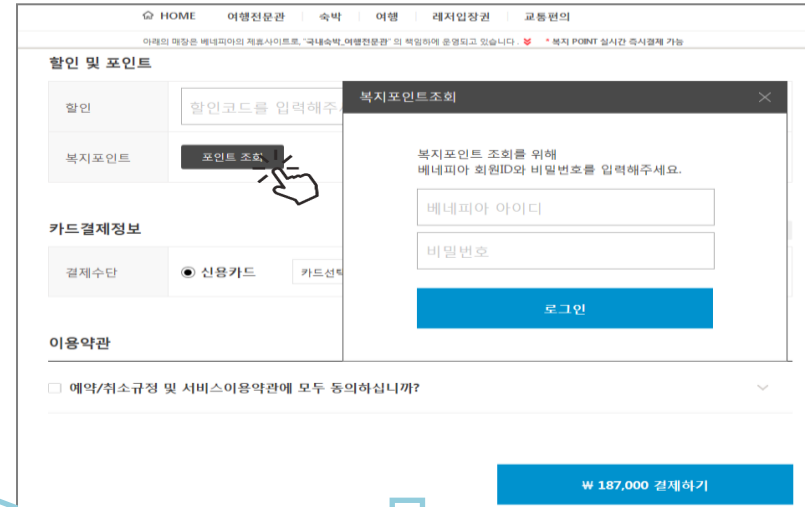 HOME 여행전문관 숙박 여행 레저입장권 교통편의
아래의 매장은 베네피아의 제휴사이트로, "국내숙박_여행전문관" 의 책임하에 운영되고 있습니다. * 복지 POINT 실시간 즉시결제 가능
할인 및 포인트
할인 할인코드를 입력해주
복지포인트 포인트 조회
복지포인트조회
복지포인트 조회를 위해
베네피아 회원ID와 비밀번호를 입력해주세요.
베네피아 아이디
비밀번호
로그인
카드결제정보
결제수단 신용카드 카드선택
이용약관
예약/취소규정 및 서비스이용약관에 모두 동의하십니까?
₩ 187,000 결제하기